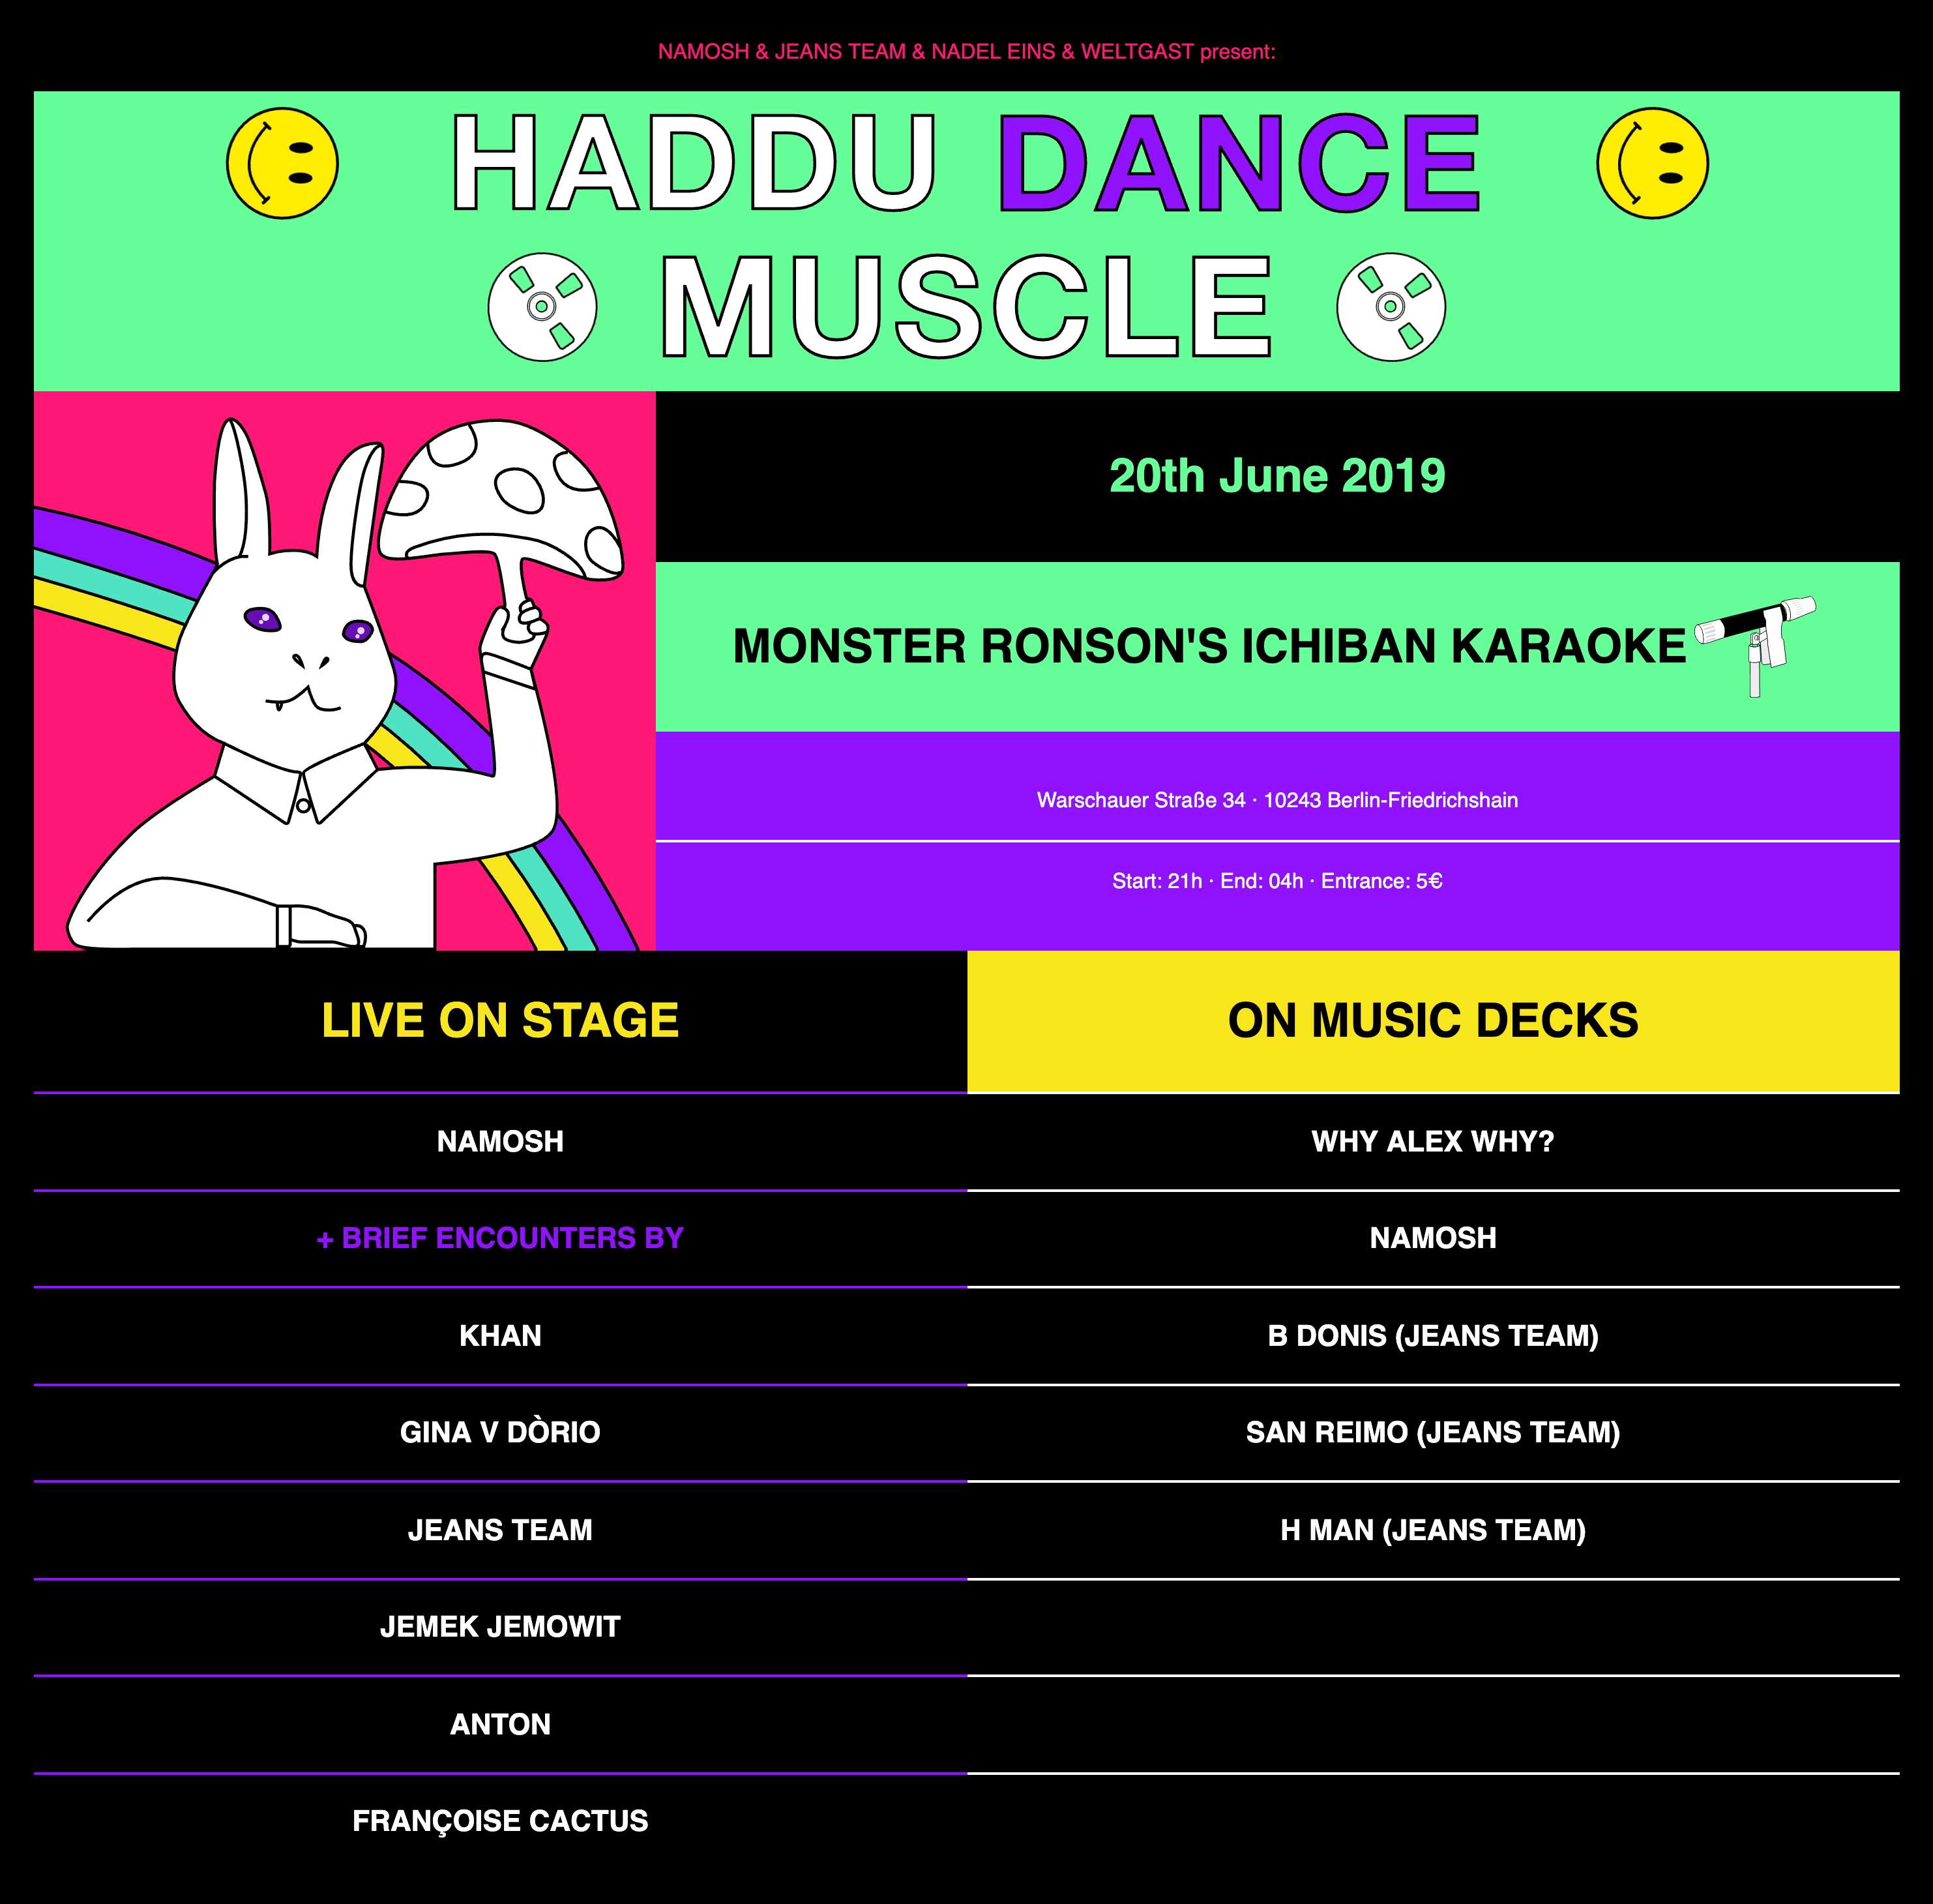 NAMOSH & JEANS TEAM & NADEL EINS & WELTGAST present:
HADDU DANCE
MUSCLE
20th June 2019
MONSTER RONSON'S ICHIBAN KARAOKE
Warschauer Straße 34 · 10243 Berlin-Friedrichshain
Start: 21h · End: 04h · Entrance: 5€
LIVE ON STAGE
NAMOSH
+ BRIEF ENCOUNTERS BY
KHAN
GINA V DÒRIO
JEANS TEAM
JEMEK JEMOWIT
ANTON
FRANÇOISE CACTUS
ON MUSIC DECKS
WHY ALEX WHY?
NAMOSH
B DONIS (JEANS TEAM)
SAN REIMO (JEANS TEAM)
H MAN (JEANS TEAM)